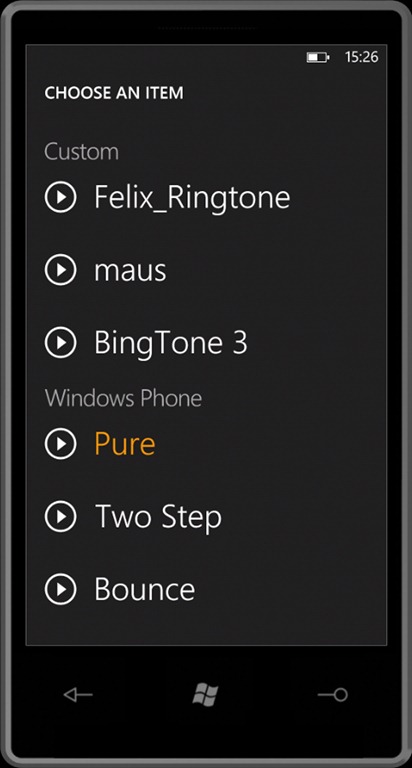 15:26
CHOOSE AN ITEM
Custom
Felix_Ringtone
maus
BingTone 3
Windows Phone
Pure
Two Step
Bounce